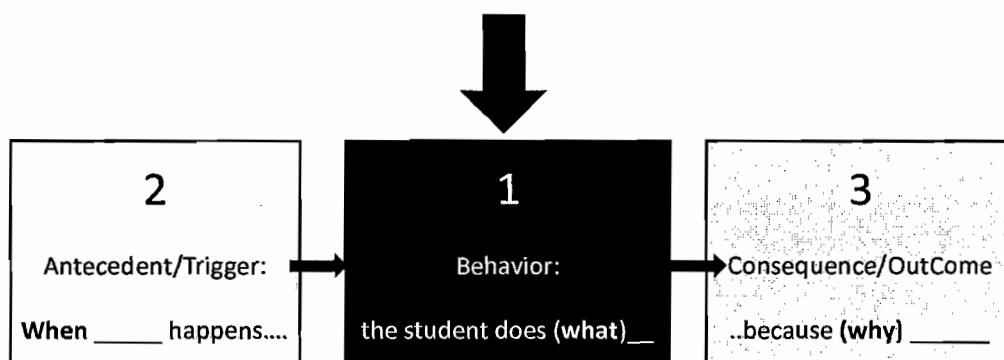 2
Antecedent/Trigger:
When _____ happens....
1
Behavior:
the student does (what)__
3
Consequence/OutCome
..because (why) ______